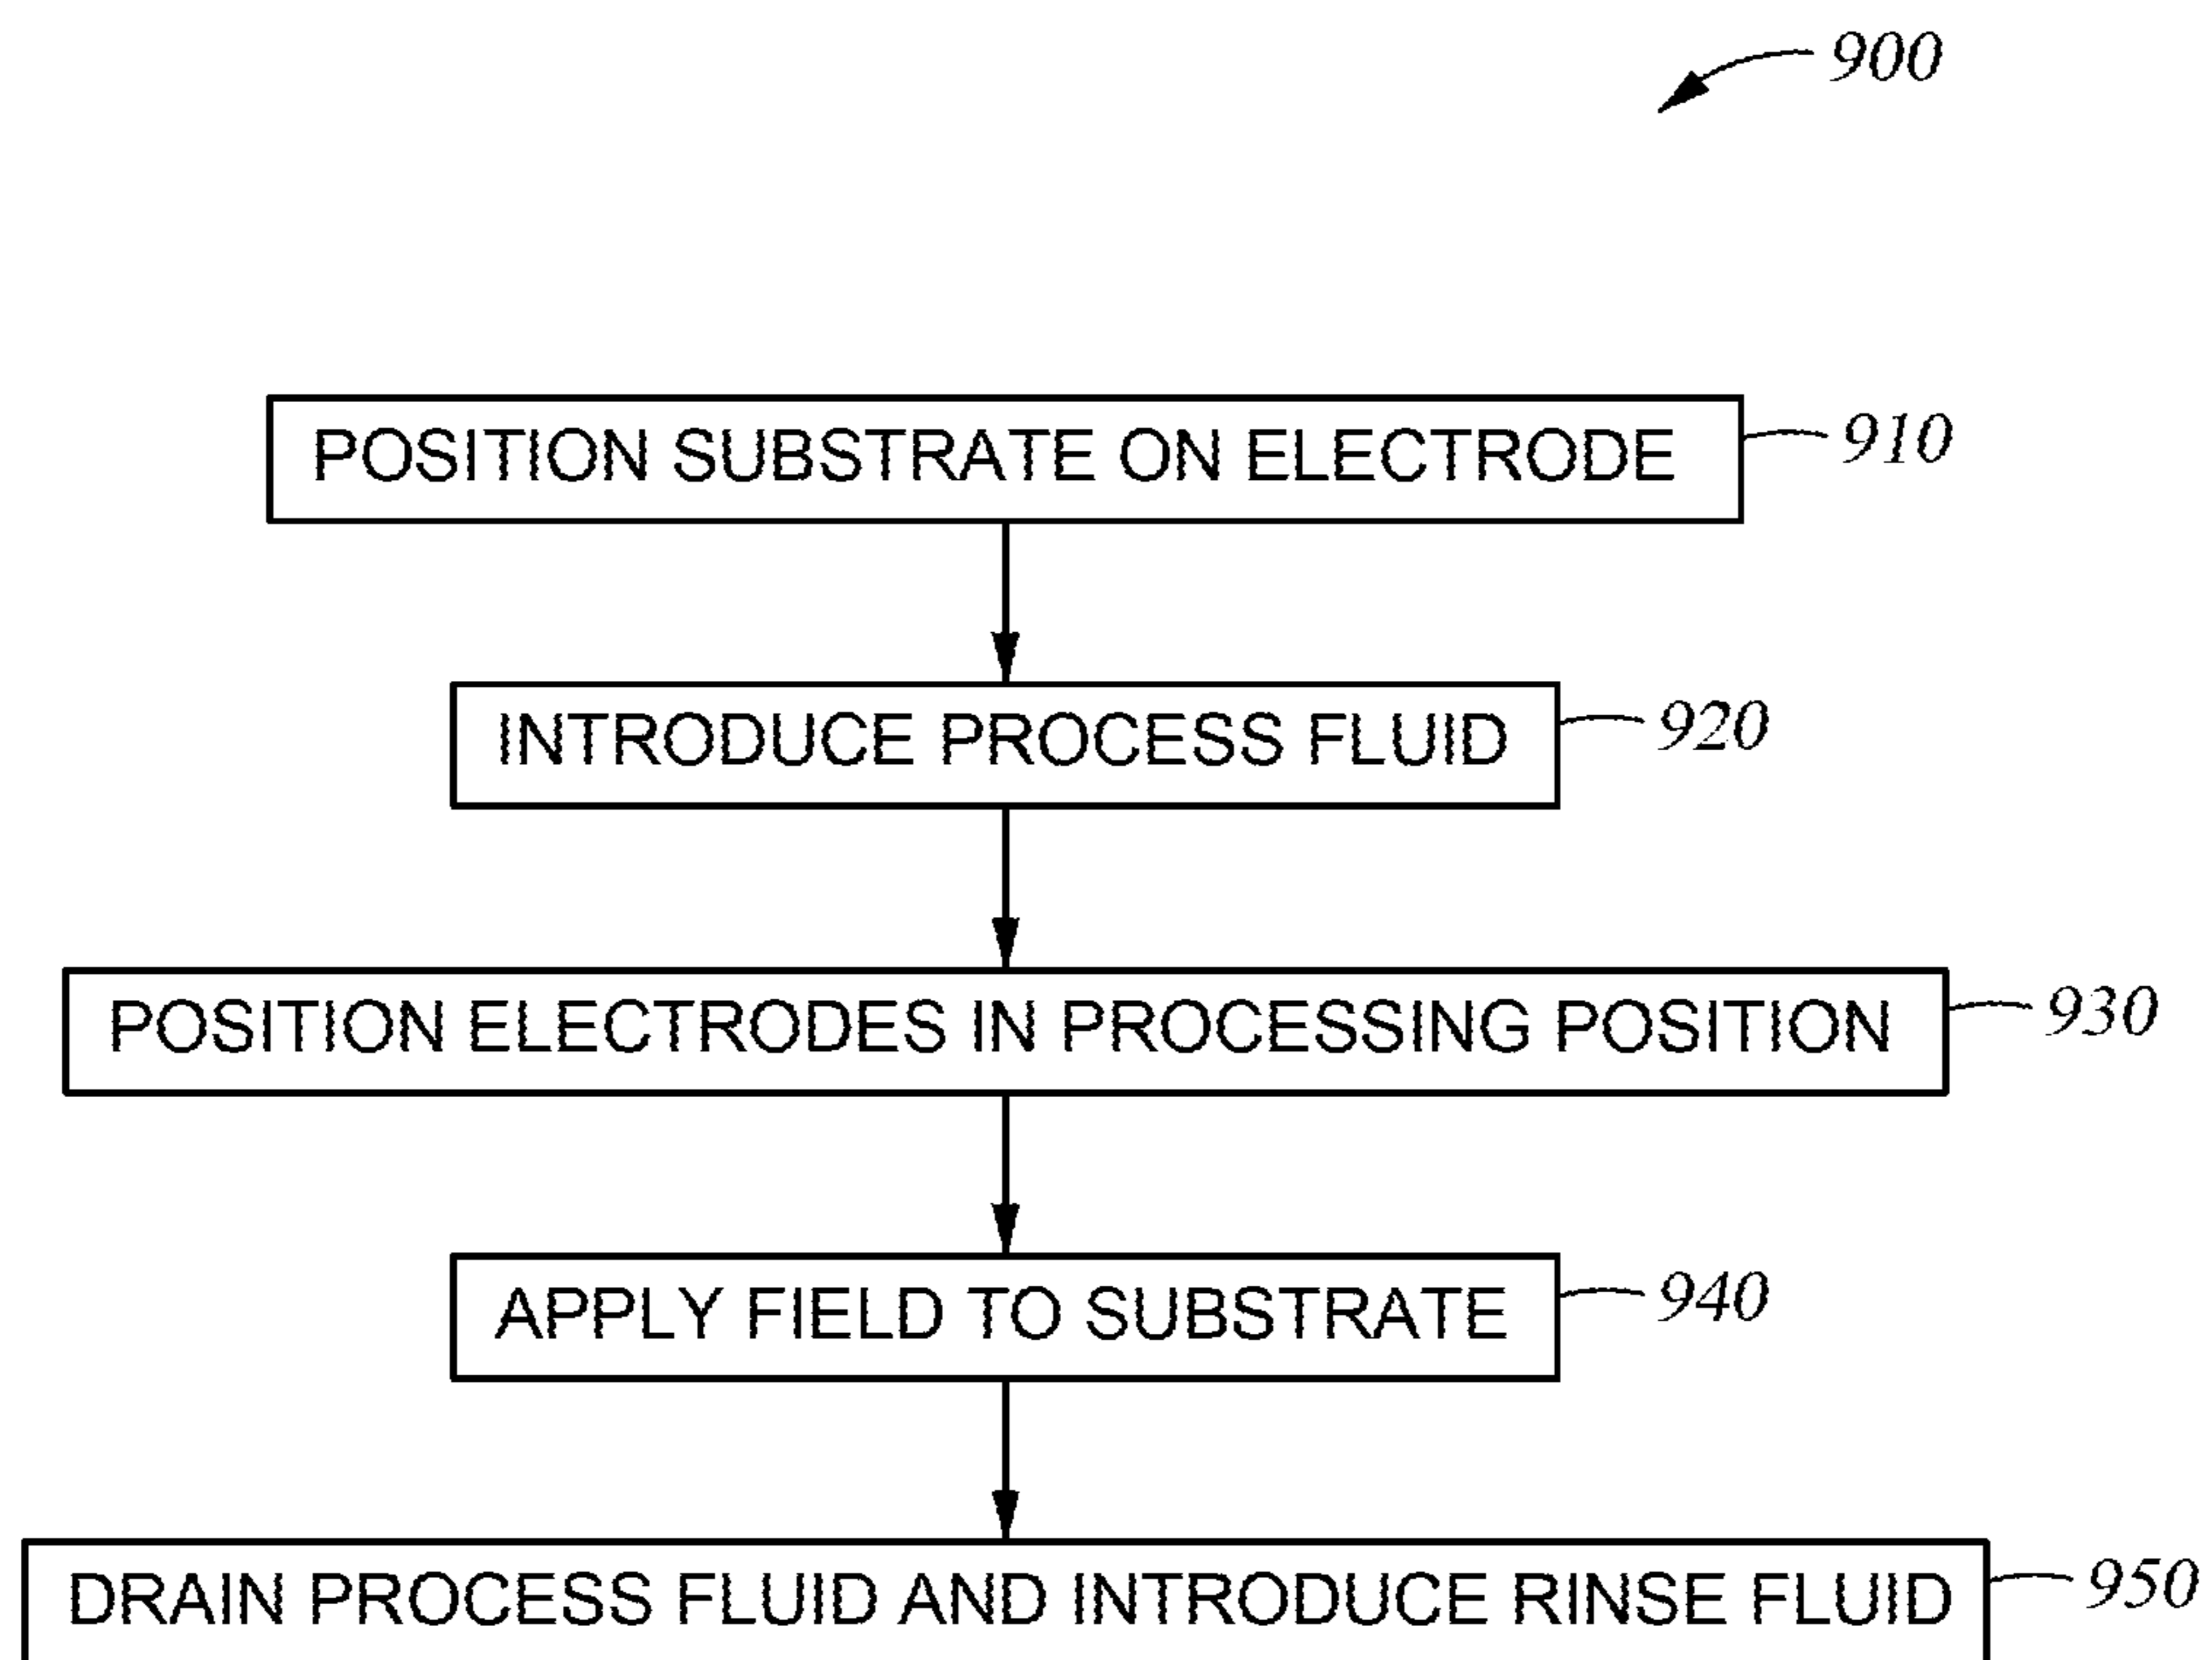 900
POSITION SUBSTRATE ON ELECTRODE 910
INTRODUCE PROCESS FLUID 920
POSITION ELECTRODES IN PROCESSING POSITION 930
APPLY FIELD TO SUBSTRATE 940
DRAIN PROCESS FLUID AND INTRODUCE RINSE FLUID 950